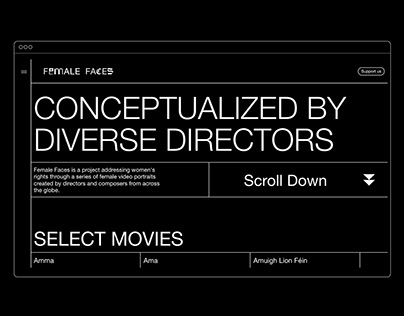 FEMALE FACES
Support us
CONCEPTUALIZED BY
DIVERSE DIRECTORS
Female Faces is a project addressing women's
rights through a series of female video portraits
created by directors and composers from across
the globe.
Scroll Down
SELECT MOVIES
Amma
Ama
Amuigh Lion Féin